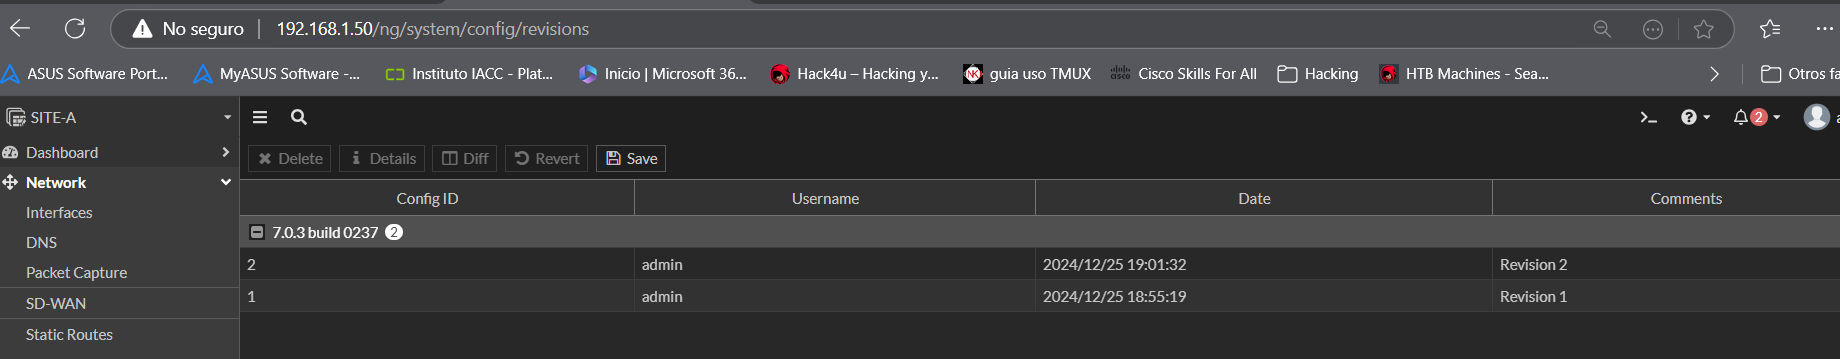 No seguro | 192.168.1.50/ng/system/config/revisions
ASUS Software Port... MyASUS Software -... Instituto IACC - Plat... Inicio | Microsoft 36... Hack4u – Hacking y... NK guia uso TMUX cisco Cisco Skills For All Hacking HTB Machines - Sea... Otros fa
SITE-A 2 a
Dashboard Delete Details Diff Revert Save
Network
Config ID Username Date Comments
Interfaces
7.0.3 build 0237 2
DNS
2 admin 2024/12/25 19:01:32 Revision 2
Packet Capture
1 admin 2024/12/25 18:55:19 Revision 1
SD-WAN
Static Routes